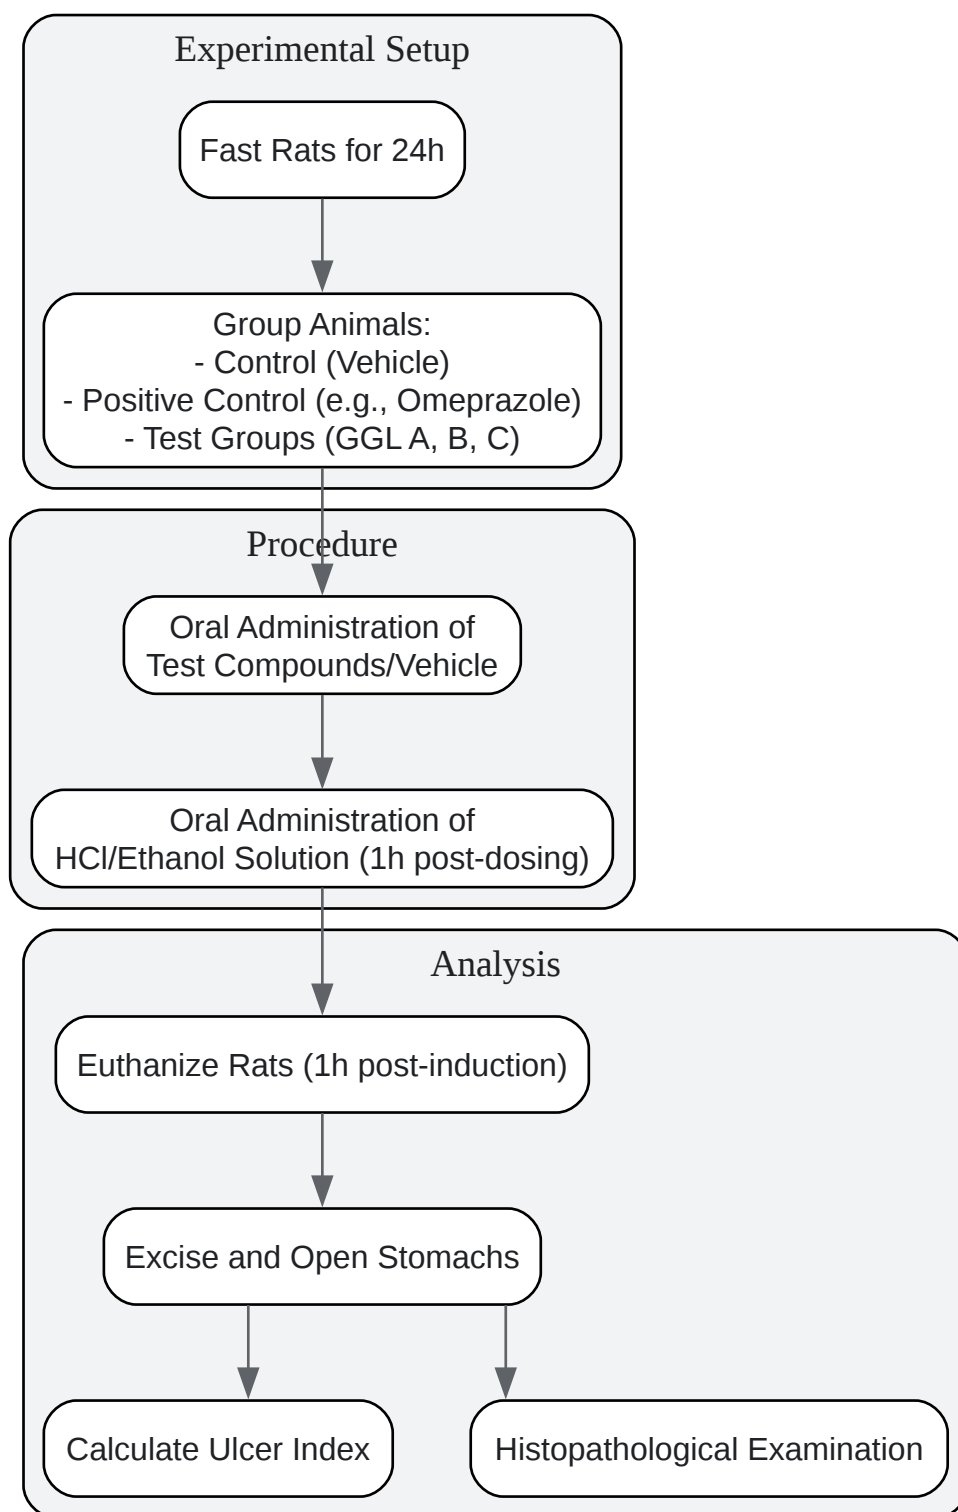 Experimental Setup
Fast Rats for 24h
Group Animals:
- Control (Vehicle)
- Positive Control (e.g., Omeprazole)
- Test Groups (GGL A, B, C)
Procedure
Oral Administration of
Test Compounds/Vehicle
Oral Administration of
HCl/Ethanol Solution (1h post-dosing)
Analysis
Euthanize Rats (1h post-induction)
Excise and Open Stomachs
Calculate Ulcer Index
Histopathological Examination